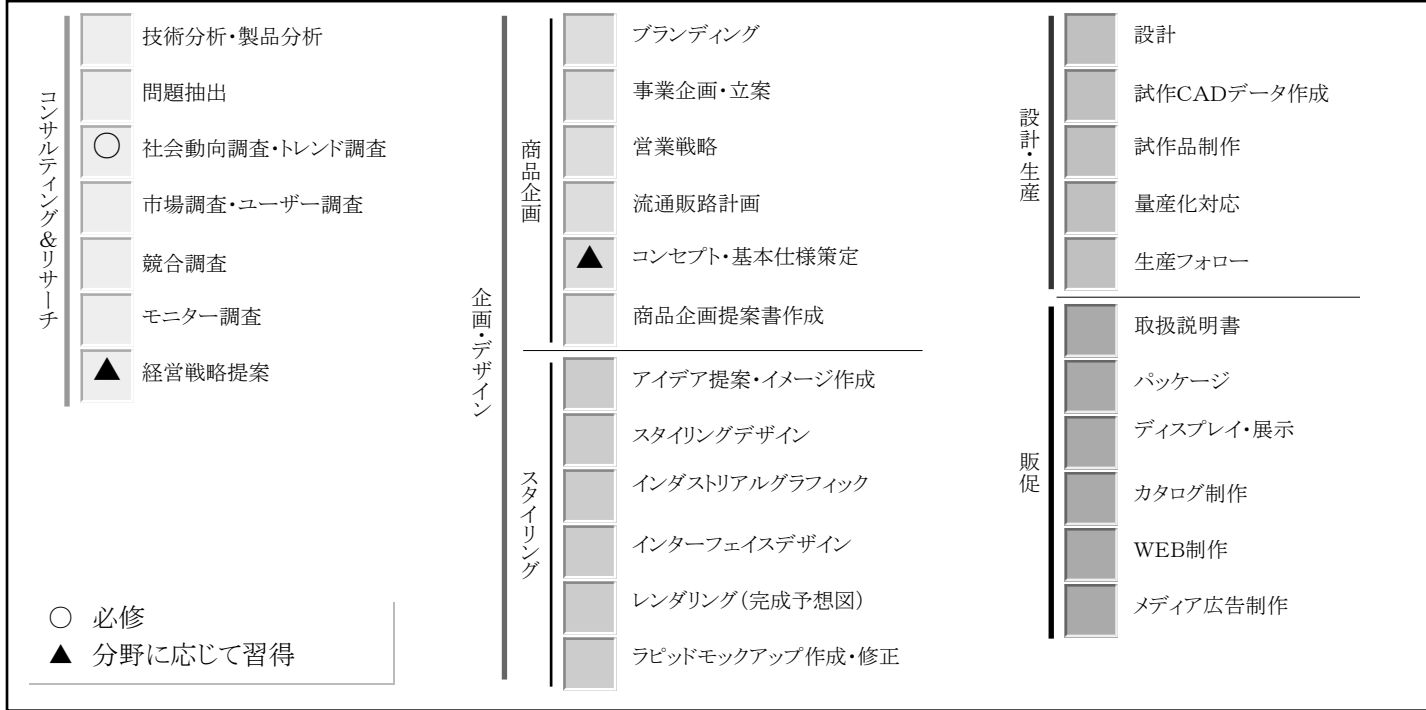 コンサルティング&リサーチ
技術分析・製品分析
問題抽出
○ 社会動向調査・トレンド調査
市場調査・ユーザー調査
競合調査
モニター調査
▲ 経営戦略提案
企画・デザイン
商品企画
ブランディング
事業企画・立案
営業戦略
流通販路計画
▲ コンセプト・基本仕様策定
商品企画提案書作成
スタイリング
アイデア提案・イメージ作成
スタイリングデザイン
インダストリアルグラフィック
インターフェイスデザイン
レンダリング(完成予想図)
ラピッドモックアップ作成・修正
設計・生産
設計
試作CADデータ作成
試作品制作
量産化対応
生産フォロー
販促
取扱説明書
パッケージ
ディスプレイ・展示
カタログ制作
WEB制作
メディア広告制作
○ 必修
▲ 分野に応じて習得